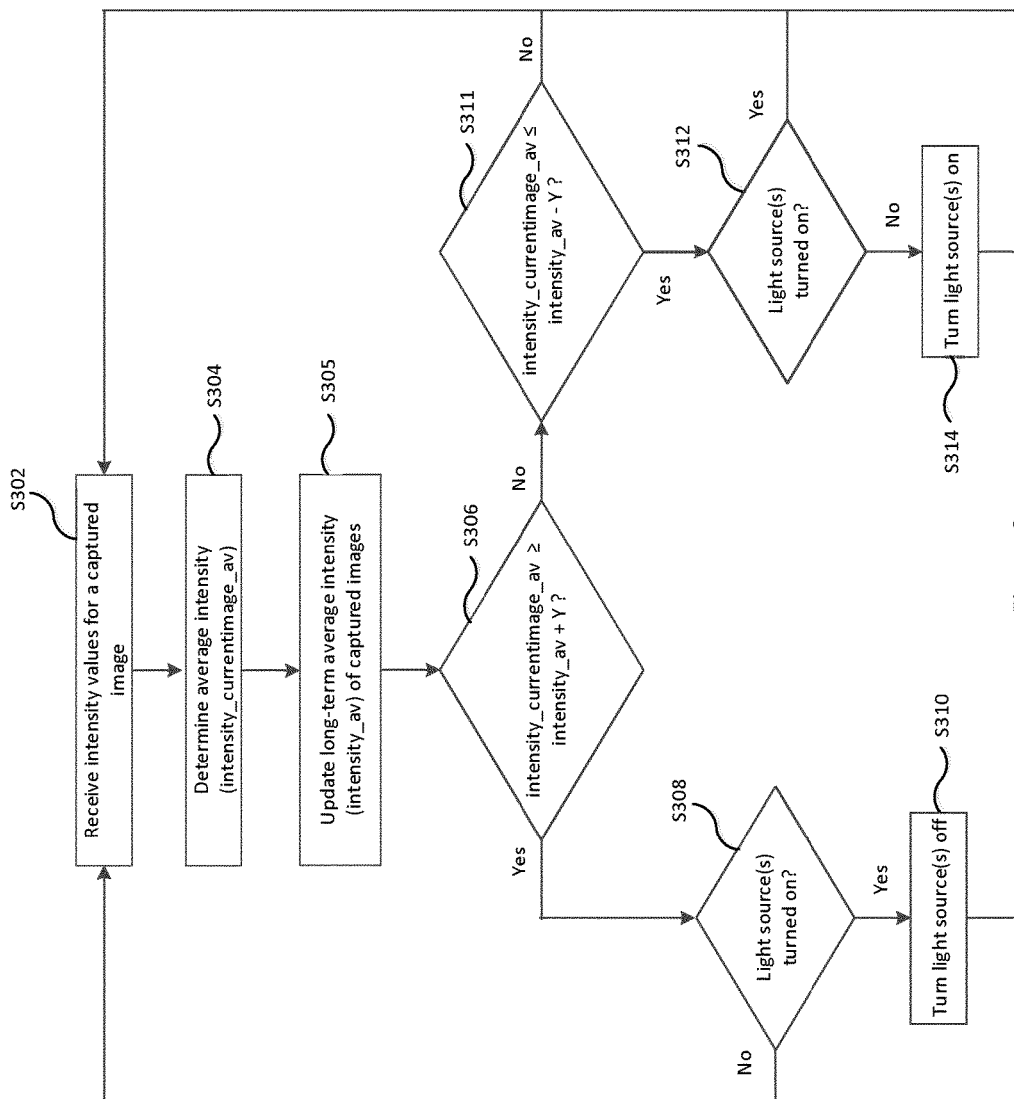 S302
Receive intensity values for a captured
image
S304
Determine average intensity
(intensity_currentimage_av)
S305
Update long-term average intensity
(intensity_av) of captured images
S306
intensity_currentimage_av ≥
intensity_av + Y ?
Yes
No
S311
intensity_currentimage_av ≤
intensity_av - Y ?
No
Yes
S308
Light source(s)
turned on?
No
Yes
S310
Turn light source(s) off
S312
Light source(s)
turned on?
Yes
No
S314
Turn light source(s) on